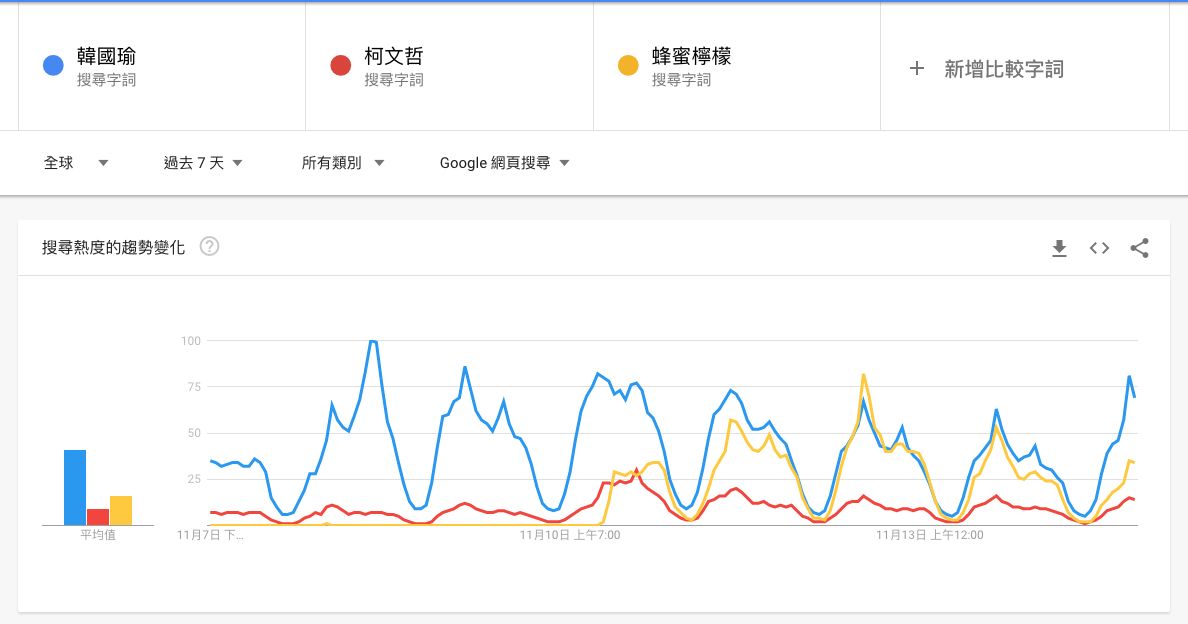 韓國瑜
搜尋字詞
柯文哲
搜尋字詞
蜂蜜檸檬
搜尋字詞
+ 新增比較字詞
全球
過去 7 天
所有類別
Google 網頁搜尋
搜尋熱度的趨勢變化
100
75
50
25
平均值
11月7日 下…
11月10日 上午7:00
11月13日 上午12:00